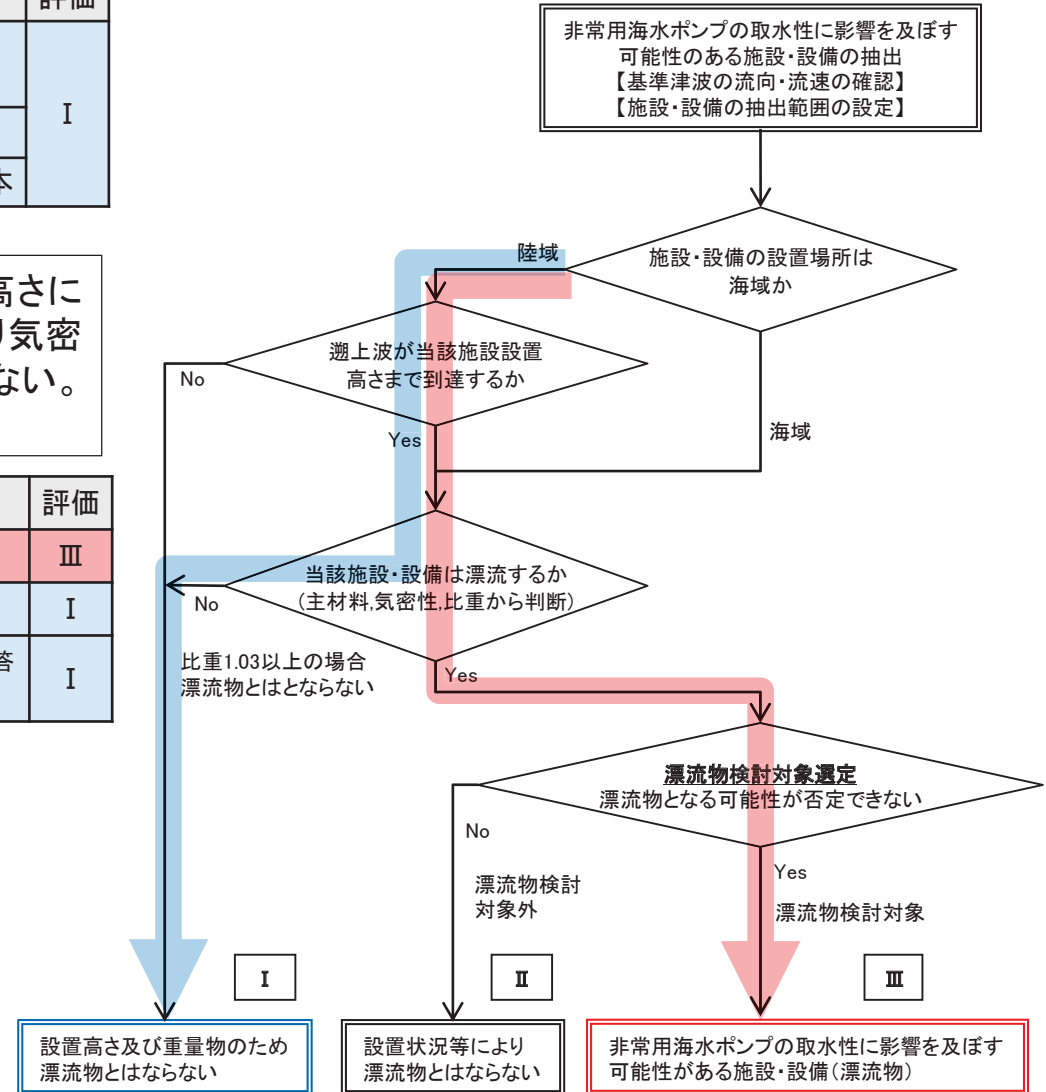 評価
Ⅰ
本
高さに
り気密
ない。
評価
Ⅲ
Ⅰ
答
Ⅰ
非常用海水ポンプの取水性に影響を及ぼす
可能性のある施設・設備の抽出
【基準津波の流向・流速の確認】
【施設・設備の抽出範囲の設定】
施設・設備の設置場所は
海域か
陸域
海域
遡上波が当該施設設置
高さまで到達するか
No
Yes
当該施設・設備は漂流するか
(主材料,気密性,比重から判断)
No
比重1.03以上の場合
漂流物とはとならない
Yes
漂流物検討対象選定
漂流物となる可能性が否定できない
No
漂流物検討
対象外
Yes
漂流物検討対象
Ⅰ
Ⅱ
Ⅲ
設置高さ及び重量物のため
漂流物とはならない
設置状況等により
漂流物とはならない
非常用海水ポンプの取水性に影響を及ぼす
可能性がある施設・設備(漂流物)